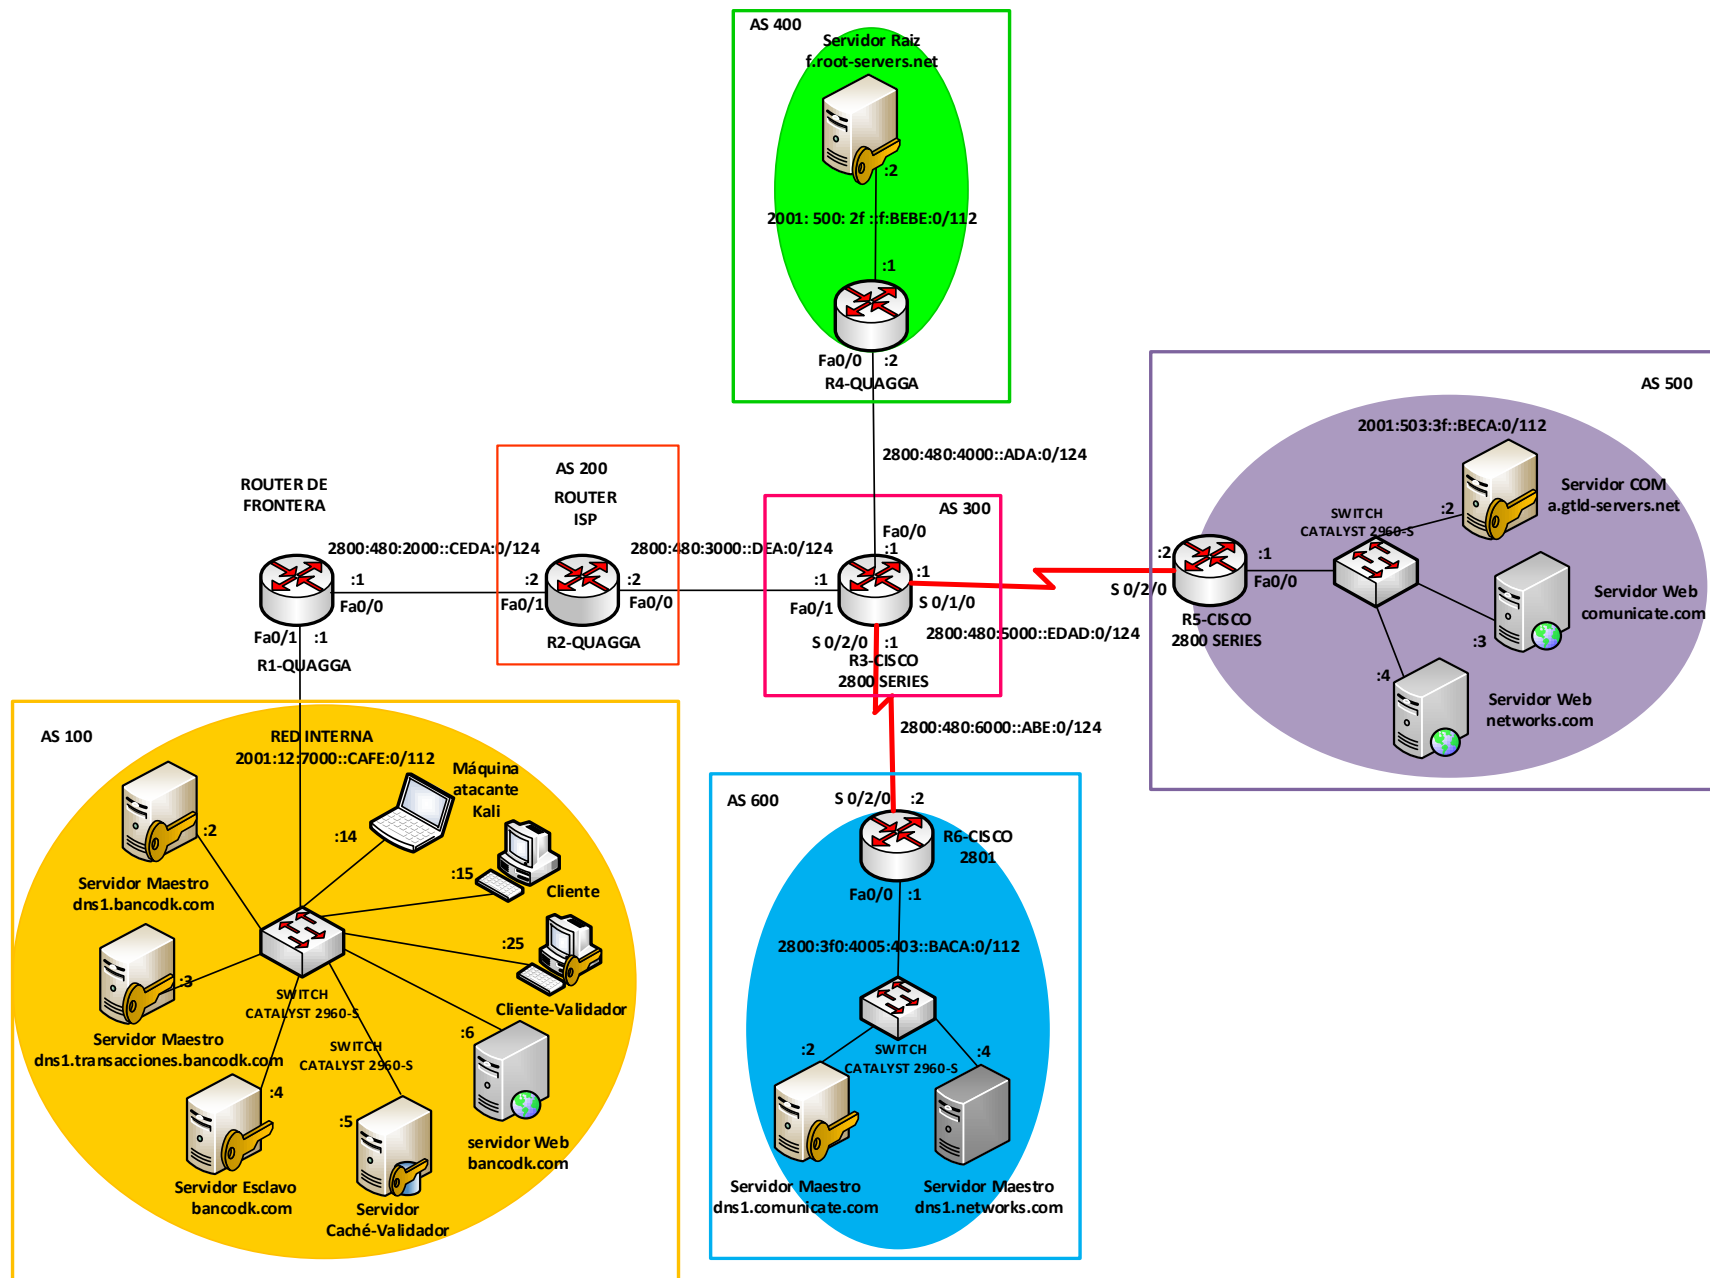 AS 400
Servidor Raiz
f.root-servers.net
:2
2001: 500: 2f ::f:BEBE:0/112
:1
Fa0/0
:2
R4-QUAGGA
2800:480:4000::ADA:0/124
AS 500
2001:503:3f::BECA:0/112
Servidor COM
a.gtld-servers.net
:2
SWITCH
CATALYST 2960-S
:2
:1
Fa0/0
S 0/2/0
R5-CISCO
2800 SERIES
Servidor Web
comunicate.com
:3
:4
Servidor Web
networks.com
ROUTER DE
FRONTERA
AS 200
ROUTER
ISP
AS 300
Fa0/0
:1
2800:480:2000::CEDA:0/124
2800:480:3000::DEA:0/124
:1
Fa0/0
:2
Fa0/1
:2
Fa0/0
:1
Fa0/1
:1
S 0/1/0
2800:480:5000::EDAD:0/124
Fa0/1
:1
R1-QUAGGA
R2-QUAGGA
S 0/2/0
:1
R3-CISCO
2800 SERIES
2800:480:6000::ABE:0/124
AS 100
RED INTERNA
2001:12:7000::CAFE:0/112
Máquina
atacante
Kali
:2
:14
Servidor Maestro
dns1.bancodk.com
:15
Cliente
:25
Cliente-Validador
:3
SWITCH
CATALYST 2960-S
Servidor Maestro
dns1.transacciones.bancodk.com
SWITCH
CATALYST 2960-S
:6
:4
:5
servidor Web
bancodk.com
Servidor Esclavo
bancodk.com
Servidor
Caché-Validador
AS 600
S 0/2/0
:2
R6-CISCO
2801
Fa0/0
:1
2800:3f0:4005:403::BACA:0/112
:2
SWITCH
CATALYST 2960-S
:4
Servidor Maestro
dns1.comunicate.com
Servidor Maestro
dns1.networks.com